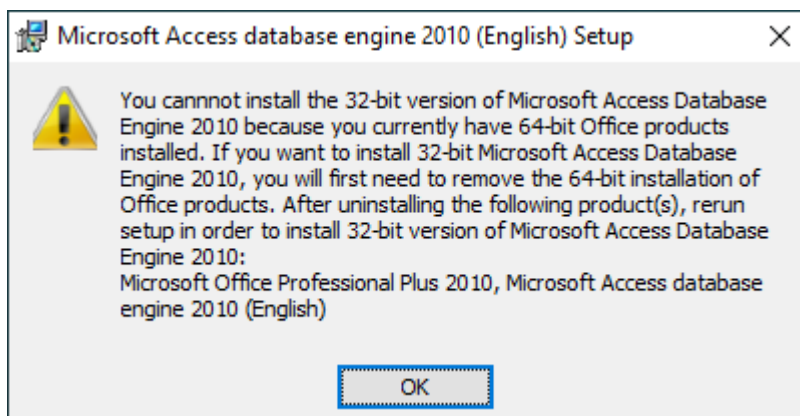 Microsoft Access database engine 2010 (English) Setup
You cannnot install the 32-bit version of Microsoft Access Database
Engine 2010 because you currently have 64-bit Office products
installed. If you want to install 32-bit Microsoft Access Database
Engine 2010, you will first need to remove the 64-bit installation of
Office products. After uninstalling the following product(s), rerun
setup in order to install 32-bit version of Microsoft Access Database
Engine 2010:
Microsoft Office Professional Plus 2010, Microsoft Access database
engine 2010 (English)
OK